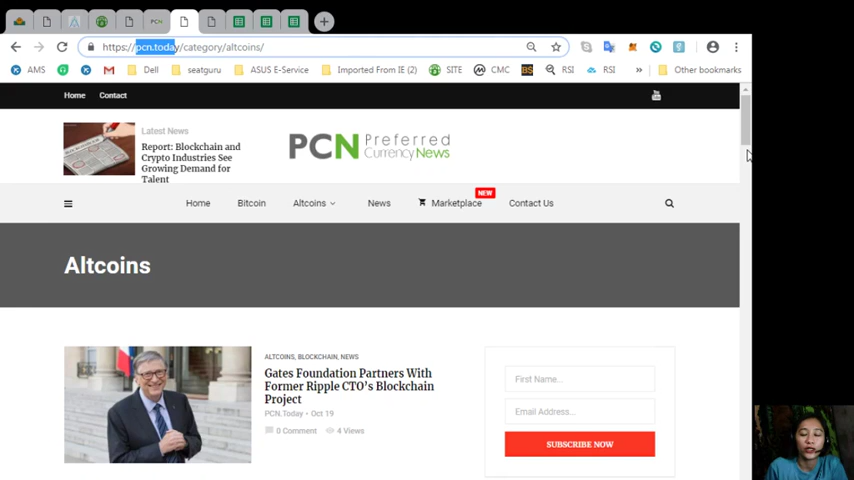 PCN
https://pcn.today/category/altcoins/
AMS
Dell
seatguru
ASUS E-Service
Imported From IE (2)
SITE
CMC
BS
RSI
RSI
»
Other bookmarks
Home
Contact
Latest News
Report: Blockchain and
Crypto Industries See
Growing Demand for
Talent
PCN Preferred
Currency News
NEW
Home
Bitcoin
Altcoins
News
Marketplace
Contact Us
Altcoins
ALTCOINS, BLOCKCHAIN, NEWS
Gates Foundation Partners With
Former Ripple CTO's Blockchain
Project
PCN.Today • Oct 19
0 Comment
4 Views
First Name...
Email Address...
SUBSCRIBE NOW